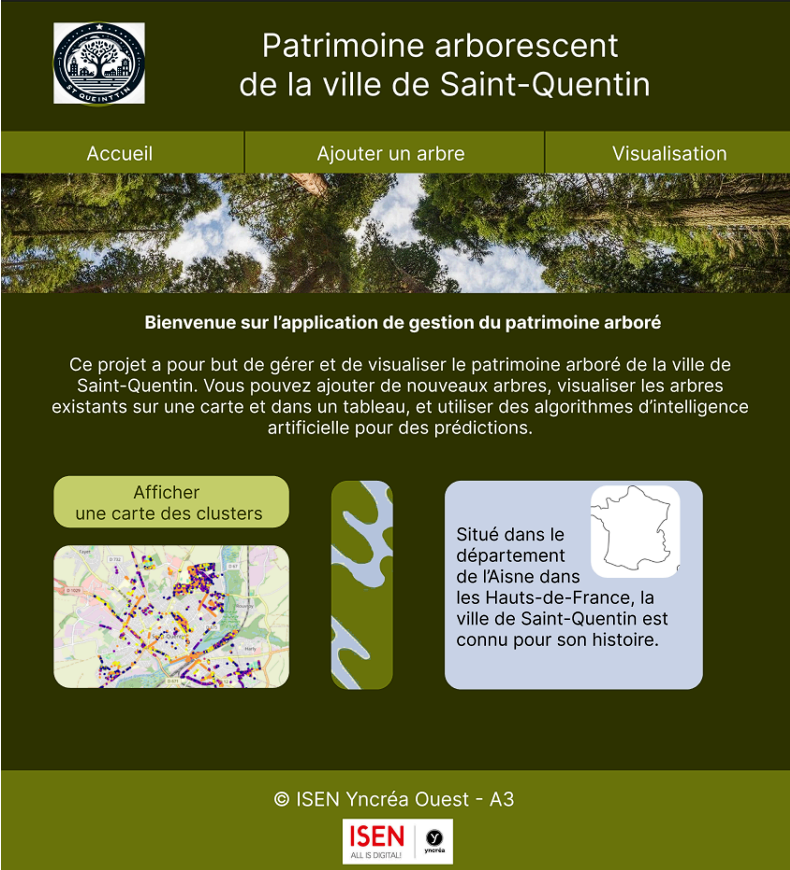 ST QUEINTTIN
Patrimoine arborescent
de la ville de Saint-Quentin
Accueil
Ajouter un arbre
Visualisation
Bienvenue sur l’application de gestion du patrimoine arboré
Ce projet a pour but de gérer et de visualiser le patrimoine arboré de la ville de
Saint-Quentin. Vous pouvez ajouter de nouveaux arbres, visualiser les arbres
existants sur une carte et dans un tableau, et utiliser des algorithmes d’intelligence
artificielle pour des prédictions.
Afficher
une carte des clusters
Situé dans le
département
de l’Aisne dans
les Hauts-de-France, la
ville de Saint-Quentin est
connu pour son histoire.
Harly
© ISEN Yncréa Ouest - A3
ISEN
ALL IS DIGITAL!
yncréa